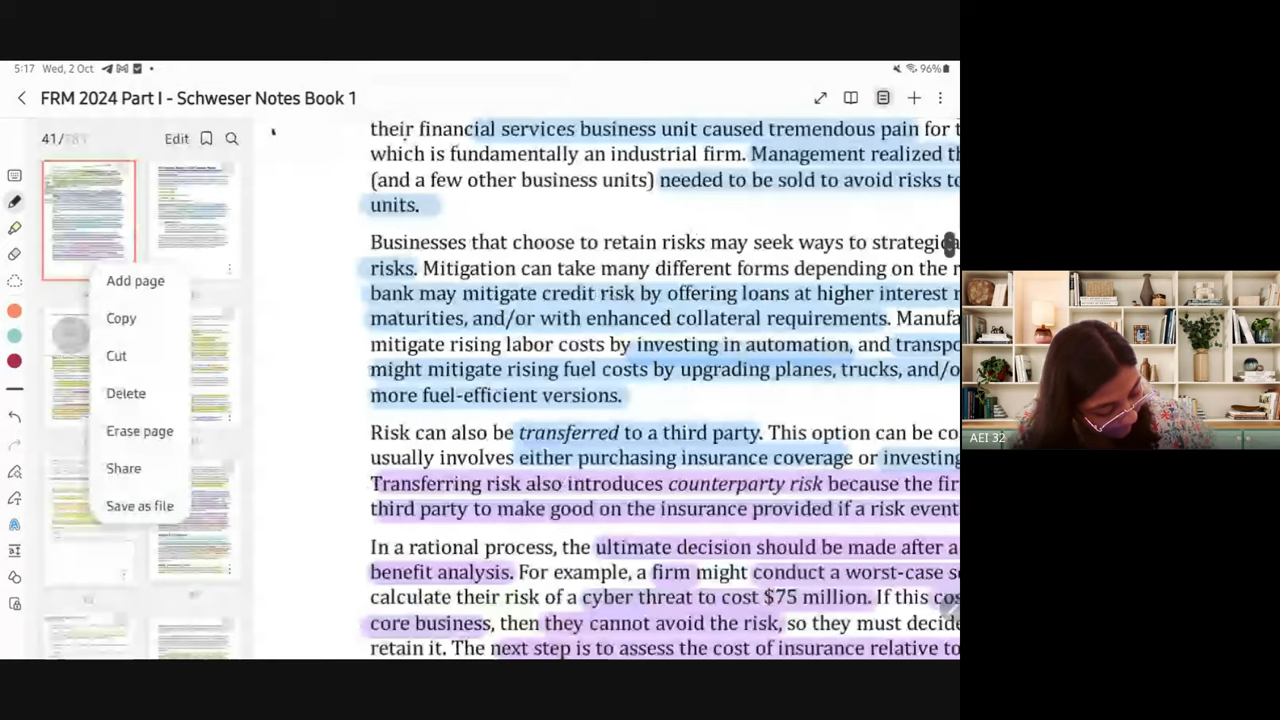 5:17 Wed, 2 Oct
96%
FRM 2024 Part I - Schweser Notes Book 1
41/781
Edit
Add page
Copy
Cut
Delete
Erase page
Share
Save as file
their financial services business unit caused tremendous pain for t
which is fundamentally an industrial firm. Management realized th
(and a few other business units) needed to be sold to avoid risks to
units.
Businesses that choose to retain risks may seek ways to strategica
risks. Mitigation can take many different forms depending on the r
bank may mitigate credit risk by offering loans at higher interest r
maturities, and/or with enhanced collateral requirements. Manufa
mitigate rising labor costs by investing in automation, and transpo
might mitigate rising fuel costs by upgrading planes, trucks, and/o
more fuel-efficient versions.
Risk can also be transferred to a third party. This option can be co
usually involves either purchasing insurance coverage or investing
Transferring risk also introduces counterparty risk because the fir
third party to make good on the insurance provided if a risk event
In a rational process, the ultimate decision should be made after a
benefit analysis. For example, a firm might conduct a worst-case s
calculate their risk of a cyber threat to cost $75 million. If this cos
core business, then they cannot avoid the risk, so they must decide
retain it. The next step is to assess the cost of insurance relative to
AEI 32